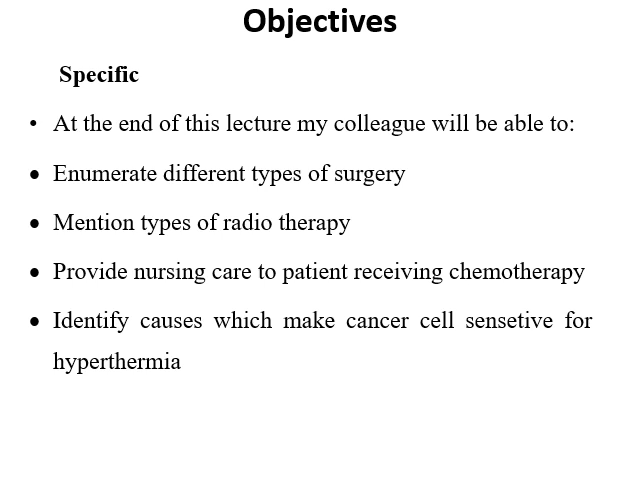 Objectives
Specific
• At the end of this lecture my colleague will be able to:
• Enumerate different types of surgery
• Mention types of radio therapy
• Provide nursing care to patient receiving chemotherapy
• Identify causes which make cancer cell sensetive for
hyperthermia